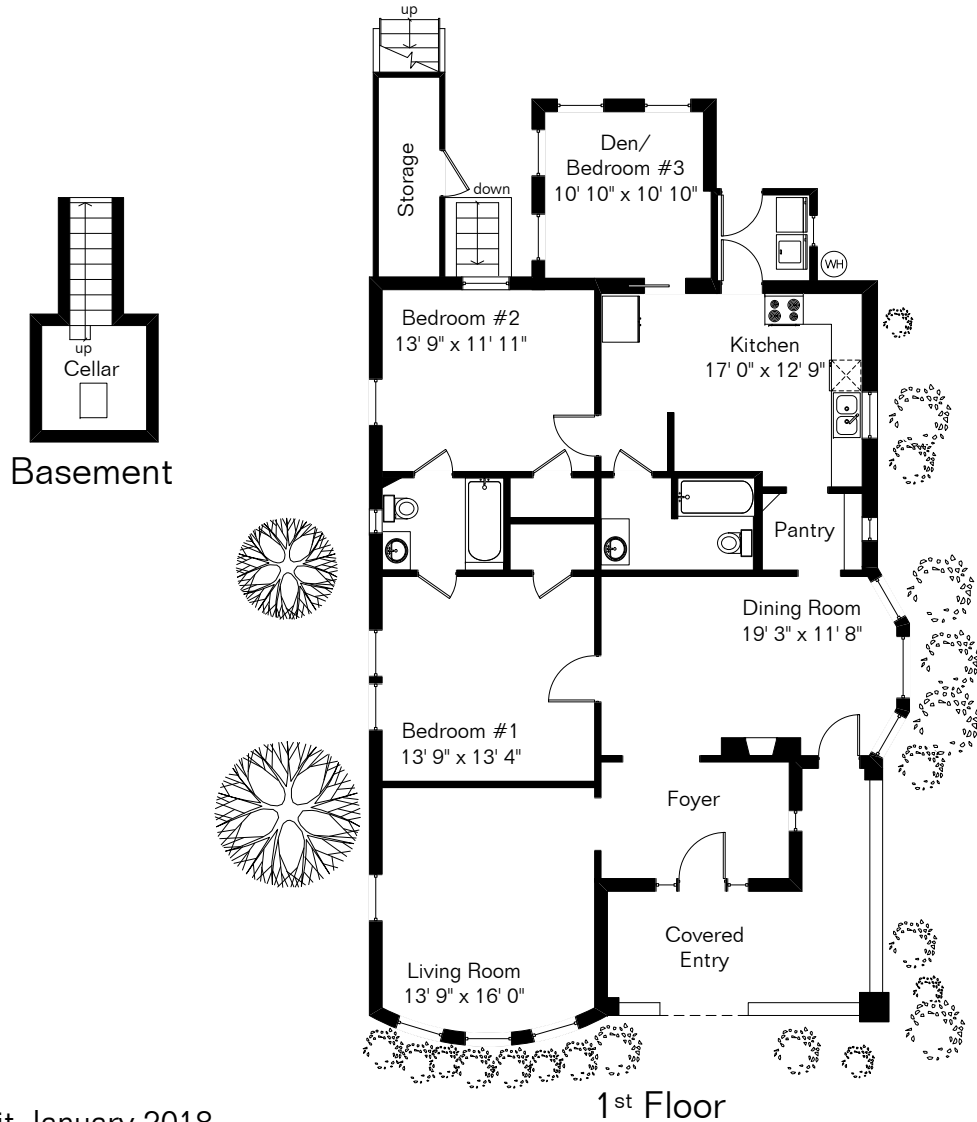 up
Storage
down
Den/
Bedroom #3
10' 10" x 10' 10"
WH
up
Cellar
Basement
Bedroom #2
13' 9" x 11' 11"
Kitchen
17' 0" x 12' 9"
Pantry
Dining Room
19' 3" x 11' 8"
Bedroom #1
13' 9" x 13' 4"
Foyer
Covered
Entry
Living Room
13' 9" x 16' 0"
1st Floor
it January 2018